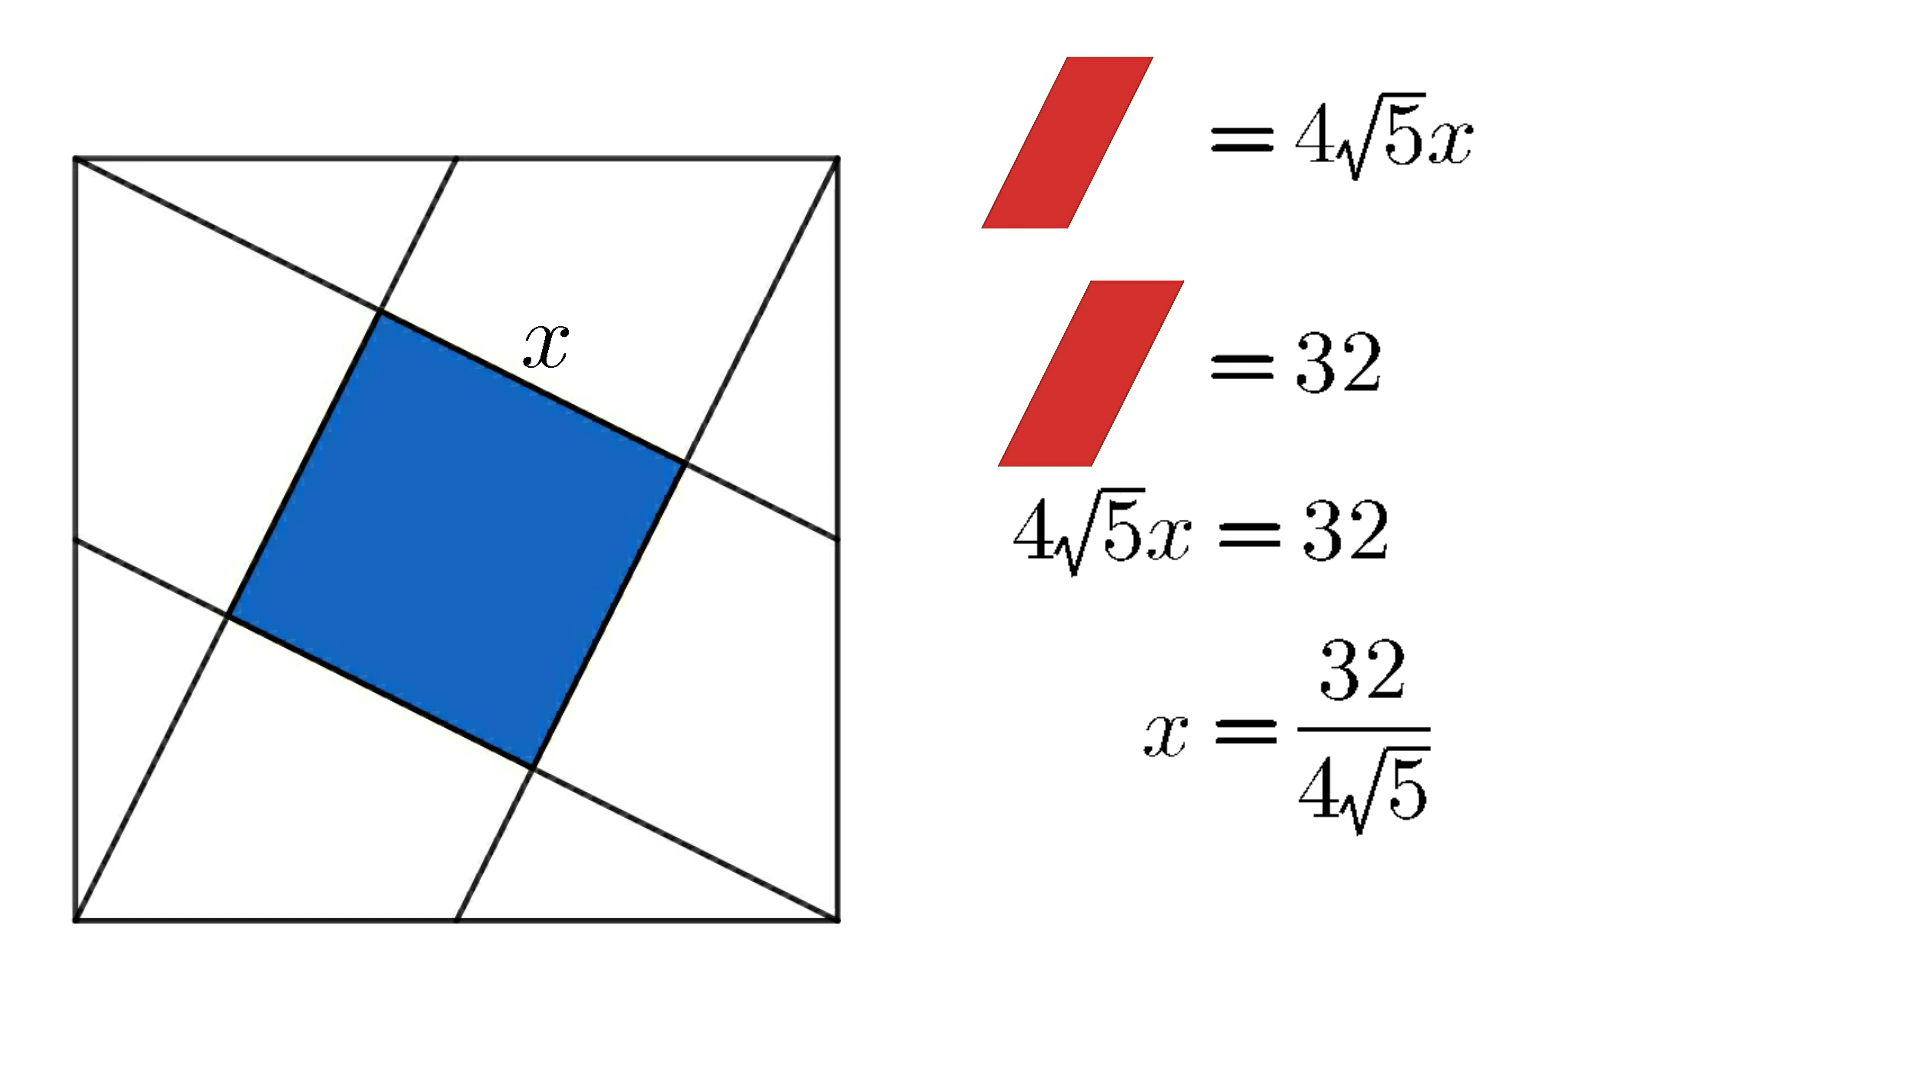 x
= 4√5x
= 32
4√5x = 32
x = 32/4√5